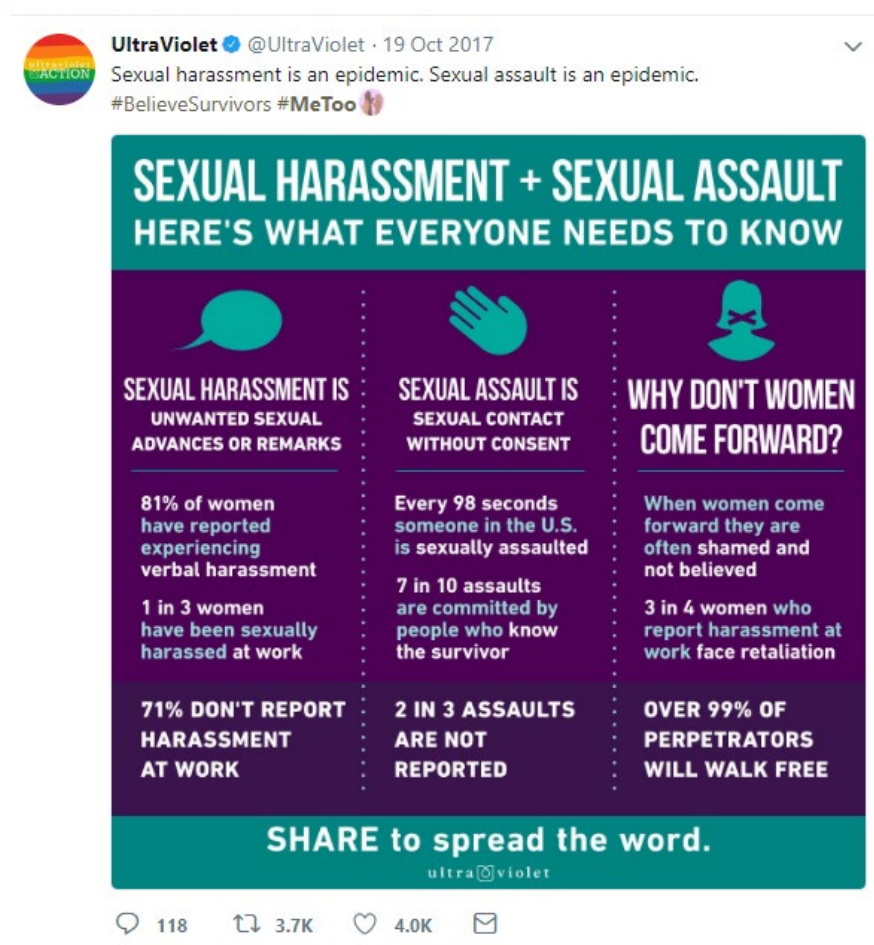 UltraViolet @UltraViolet · 19 Oct 2017
Sexual harassment is an epidemic. Sexual assault is an epidemic.
#BelieveSurvivors #MeToo
ACTION
SEXUAL HARASSMENT + SEXUAL ASSAULT
HERE'S WHAT EVERYONE NEEDS TO KNOW
SEXUAL HARASSMENT IS
UNWANTED SEXUAL
ADVANCES OR REMARKS
81% of women
have reported
experiencing
verbal harassment
1 in 3 women
have been sexually
harassed at work
71% DON'T REPORT
HARASSMENT
AT WORK
SEXUAL ASSAULT IS
SEXUAL CONTACT
WITHOUT CONSENT
Every 98 seconds
someone in the U.S.
is sexually assaulted
7 in 10 assaults
are committed by
people who know
the survivor
2 IN 3 ASSAULTS
ARE NOT
REPORTED
WHY DON'T WOMEN
COME FORWARD?
When women come
forward they are
often shamed and
not believed
3 in 4 women who
report harassment at
work face retaliation
OVER 99% OF
PERPETRATORS
WILL WALK FREE
SHARE to spread the word.
ultraviolet
118 3.7K 4.0K